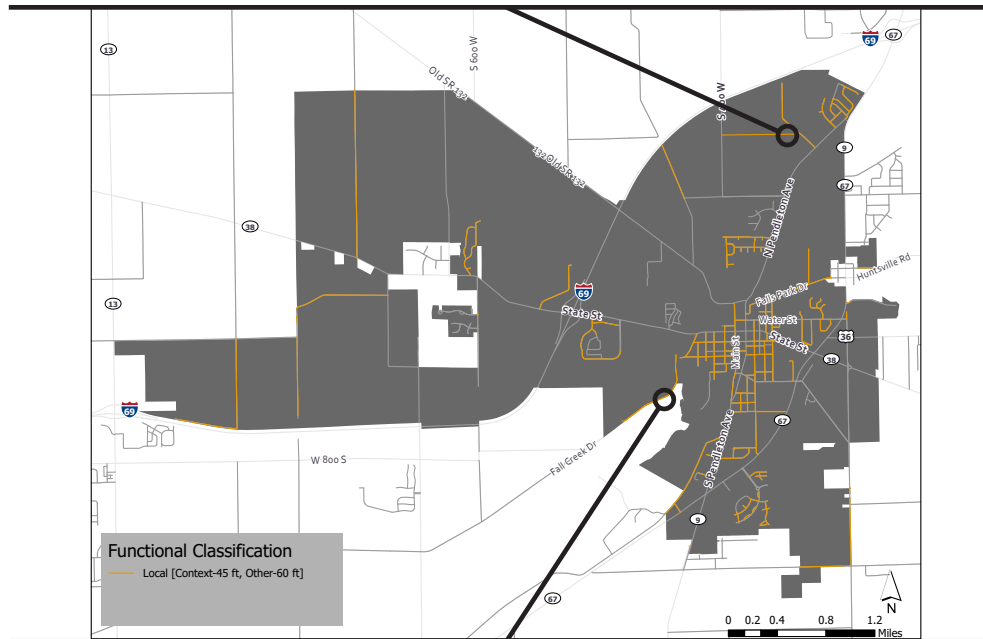 69
67
13
S 600 W
Old SR 132
9
132 Old SR 132
67
N Pendleton Ave
38
Huntsville Rd
69
13
Falls Park Dr
State St
Water St
State St
36
Main St
38
69
67
S Pendleton Ave
Fall Creek Dr
W 800 S
9
67
Functional Classification
Local [Context-45 ft, Other-60 ft]
N
0 0.2 0.4 0.8 1.2
Miles